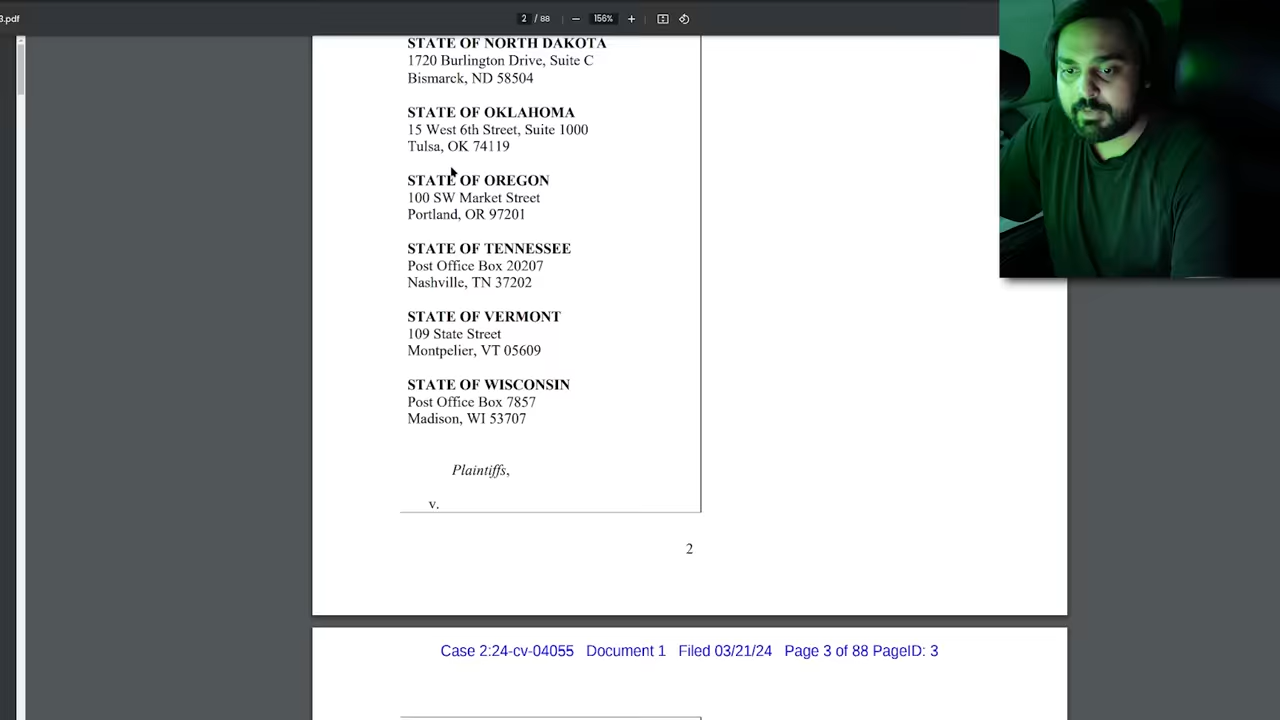 3.pdf
2 / 88
156%
STATE OF NORTH DAKOTA
1720 Burlington Drive, Suite C
Bismarck, ND 58504
STATE OF OKLAHOMA
15 West 6th Street, Suite 1000
Tulsa, OK 74119
STATE OF OREGON
100 SW Market Street
Portland, OR 97201
STATE OF TENNESSEE
Post Office Box 20207
Nashville, TN 37202
STATE OF VERMONT
109 State Street
Montpelier, VT 05609
STATE OF WISCONSIN
Post Office Box 7857
Madison, WI 53707
Plaintiffs,
v.
2
Case 2:24-cv-04055 Document 1 Filed 03/21/24 Page 3 of 88 PageID: 3